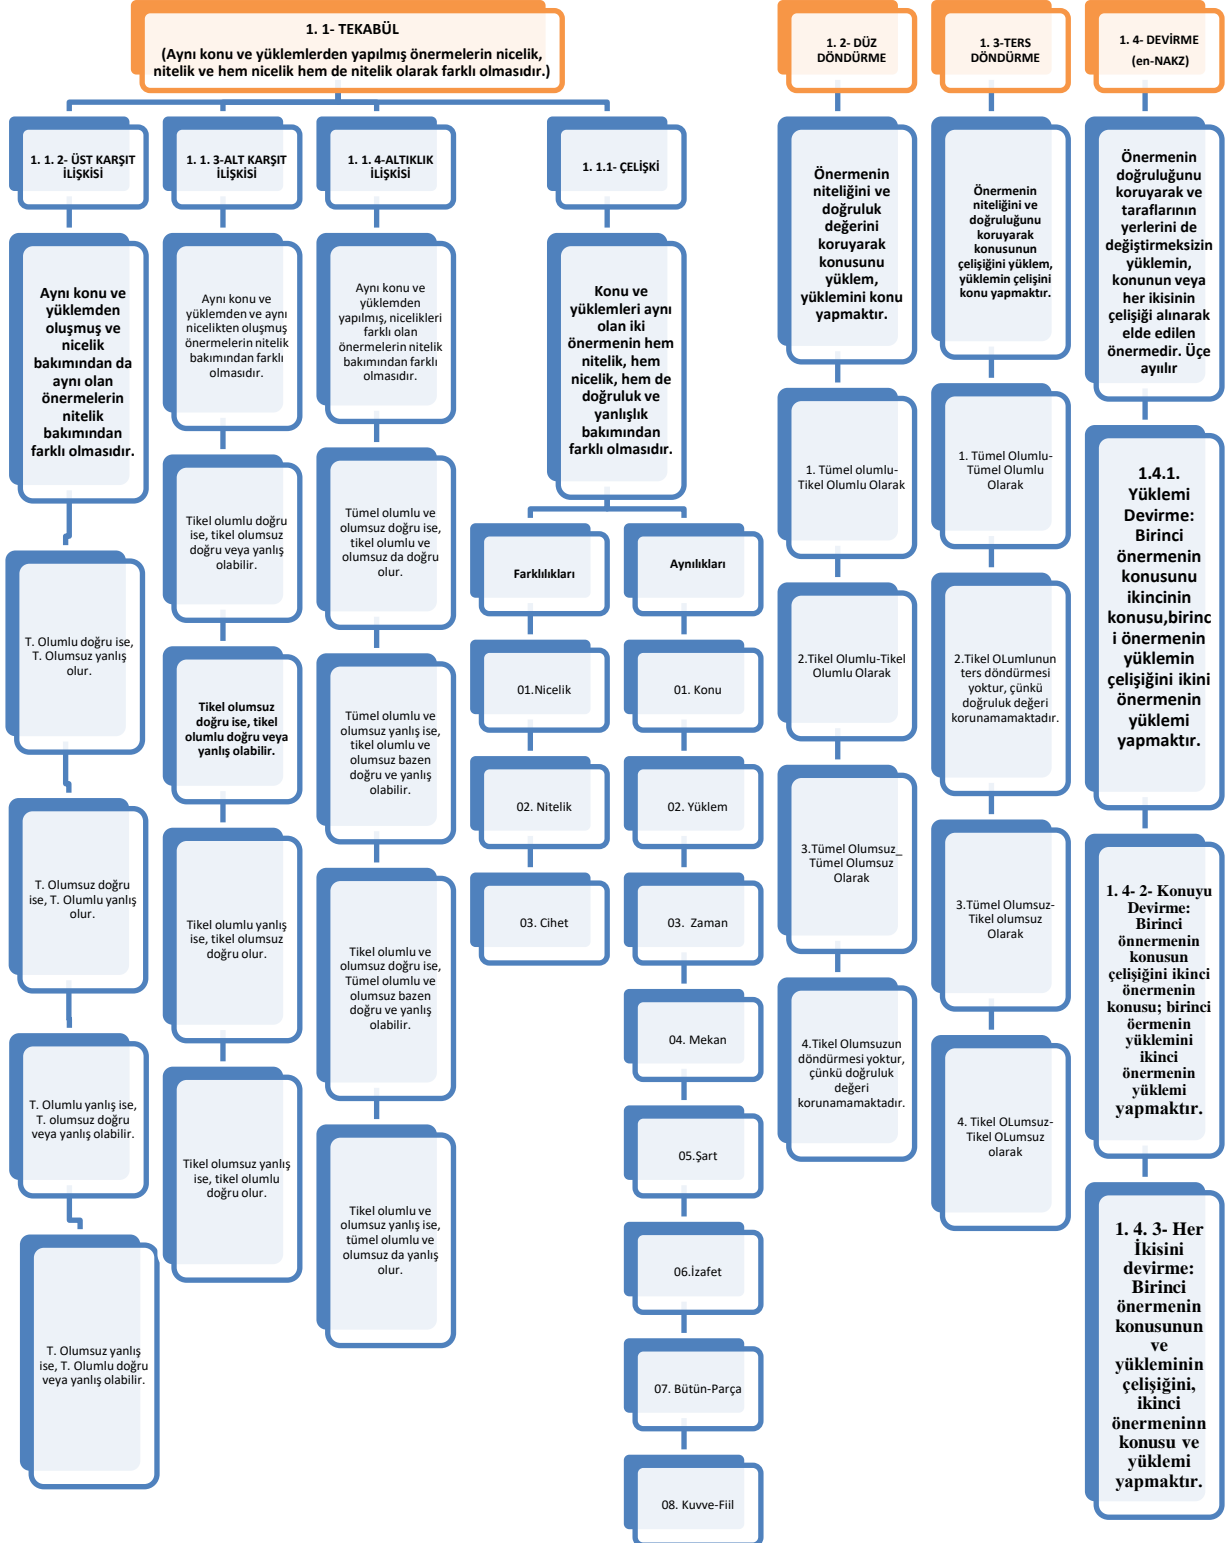 1. 1- TEKABÜL
(Aynı konu ve yüklemlerden yapılmış önermelerin nicelik,
nitelik ve hem nicelik hem de nitelik olarak farklı olmasıdır.)
1. 1. 2- ÜST KARŞIT
İLİŞKİSİ
Aynı konu ve
yüklemden
oluşmuş ve
nicelik
bakımından da
aynı olan
önermelerin
nitelik
bakımından
farklı olmasıdır.
T. Olumlu doğru ise,
T. Olumsuz yanlış
olur.
T. Olumsuz doğru
ise, T. Olumlu yanlış
olur.
T. Olumlu yanlış ise,
T. olumsuz doğru
veya yanlış olabilir.
T. Olumsuz yanlış
ise, T. Olumlu doğru
veya yanlış olabilir.
1. 1. 3-ALT KARŞIT
İLİŞKİSİ
Aynı konu ve
yüklemden ve aynı
nicelikten oluşmuş
önermelerin nitelik
bakımından farklı
olmasıdır.
Tikel olumlu doğru
ise, tikel olumsuz
doğru veya yanlış
olabilir.
Tikel olumsuz
doğru ise, tikel
olumlu doğru veya
yanlış olabilir.
Tikel olumlu yanlış
ise, tikel olumsuz
doğru olur.
Tikel olumsuz yanlış
ise, tikel olumlu
doğru olur.
1. 1. 4-ALTIKLIK
İLİŞKİSİ
Aynı konu ve
yüklemden
yapılmış, nicelikleri
farklı olan
önermelerin nitelik
bakımından farklı
olmasıdır.
Tümel olumlu ve
olumsuz doğru ise,
tikel olumlu ve
olumsuz da doğru
olur.
Tümel olumlu ve
olumsuz yanlış ise,
tikel olumlu ve
olumsuz bazen
doğru ve yanlış
olabilir.
Tikel olumlu ve
olumsuz doğru ise,
Tümel olumlu ve
olumsuz bazen
doğru ve yanlış
olabilir.
Tikel olumlu ve
olumsuz yanlış ise,
tümel olumlu ve
olumsuz da yanlış
olur.
1. 1.1- ÇELİŞKİ
Konu ve
yüklemleri aynı
olan iki
önermenin hem
nitelik, hem
nicelik, hem de
doğruluk ve
yanlışlık
bakımından
farklı olmasıdır.
Farklılıkları
01.Nicelik
02. Nitelik
03. Cihet
Aynılıkları
01. Konu
02. Yüklem
03. Zaman
04. Mekan
05.Şart
06.İzafet
07. Bütün-Parça
08. Kuvve-Fiil
1. 2- DÜZ
DÖNDÜRME
Önermenin
niteliğini ve
doğruluk
değerini
koruyarak
konusunu
yüklem,
yüklemini konu
yapmaktır.
1. Tümel olumlu-
Tikel Olumlu Olarak
2.Tikel Olumlu-Tikel
Olumlu Olarak
3.Tümel Olumsuz_
Tümel Olumsuz
Olarak
4.Tikel Olumsuzun
döndürmesi yoktur,
çünkü doğruluk
değeri
korunamamaktadır.
1. 3-TERS
DÖNDÜRME
Önermenin
niteliğini ve
doğruluğunu
koruyarak
konusunun
çelişiğini yüklem,
yüklemin çelişini
konu yapmaktır.
1. Tümel Olumlu-
Tümel Olumlu
Olarak
2.Tikel OLumlunun
ters döndürmesi
yoktur, çünkü
doğruluk değeri
korunamamaktadır.
3.Tümel Olumsuz-
Tikel olumsuz
Olarak
4. Tikel OLumsuz-
Tikel OLumsuz
olarak
1. 4- DEVİRME
(en-NAKZ)
Önermenin
doğruluğunu
koruyarak ve
taraflarının
yerlerini de
değiştirmeksizin
yüklemin,
konunun veya
her ikisinin
çelişiği alınarak
elde edilen
önermedir. Üçe
ayıılır
1.4.1.
Yüklemi
Devirme:
Birinci
önermenin
konusunu
ikincinin
konusu,birinc
i önermenin
yüklemin
çelişiğini ikini
önermenin
yüklemi
yapmaktır.
1. 4- 2- Konuyu
Devirme:
Birinci
önnermenin
konusun
çelişiğini ikinci
önermenin
konusu; birinci
öermenin
yüklemini
ikinci
önermenin
yüklemi
yapmaktır.
1. 4. 3- Her
İkisini
devirme:
Birinci
önermenin
konusunun
ve
yükleminin
çelişiğini,
ikinci
önermeninn
konusu ve
yüklemi
yapmaktır.